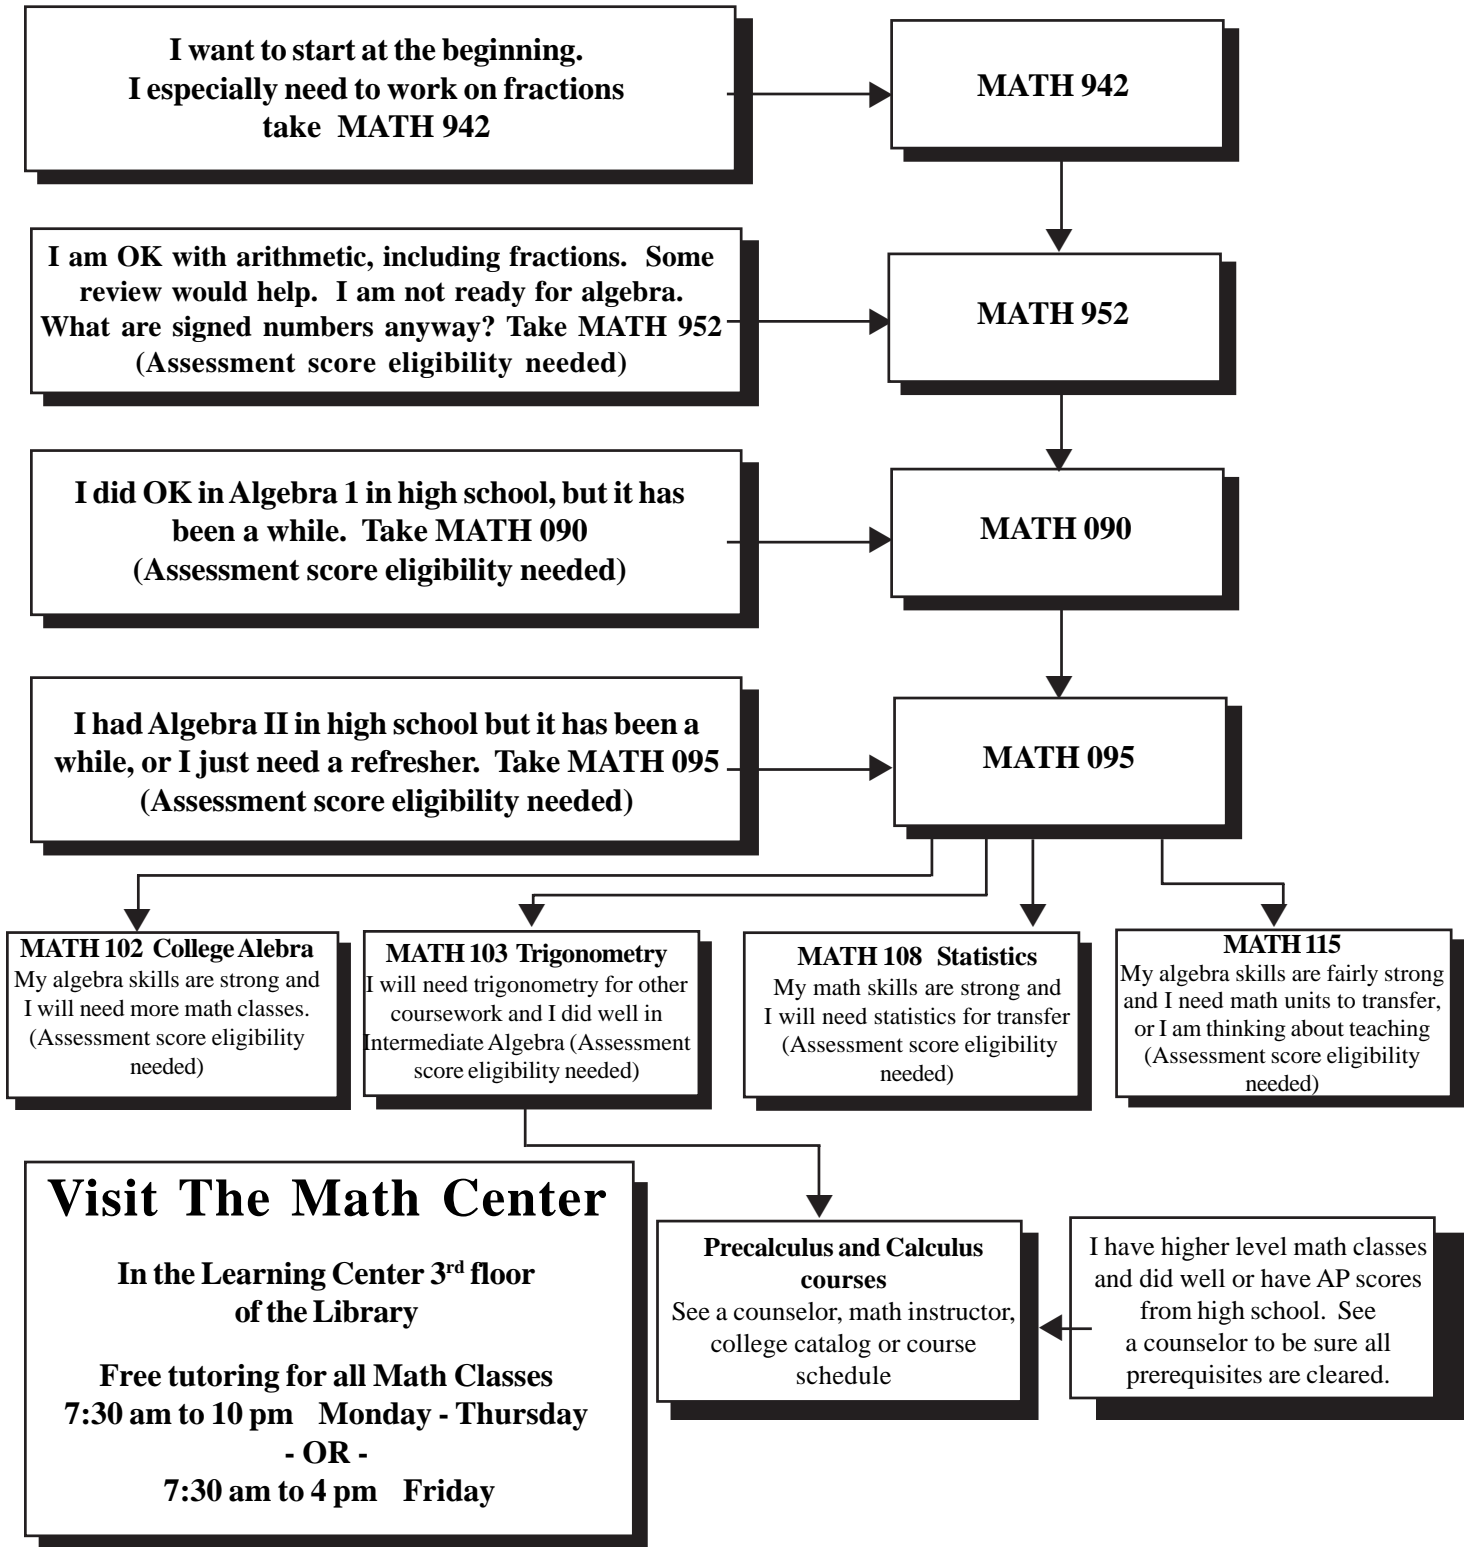 I want to start at the beginning.
I especially need to work on fractions
take MATH 942
MATH 942
I am OK with arithmetic, including fractions. Some
review would help. I am not ready for algebra.
What are signed numbers anyway? Take MATH 952
(Assessment score eligibility needed)
MATH 952
I did OK in Algebra 1 in high school, but it has
been a while. Take MATH 090
(Assessment score eligibility needed)
MATH 090
I had Algebra II in high school but it has been a
while, or I just need a refresher. Take MATH 095
(Assessment score eligibility needed)
MATH 095
MATH 102 College Alebra
My algebra skills are strong and
I will need more math classes.
(Assessment score eligibility
needed)
MATH 103 Trigonometry
I will need trigonometry for other
coursework and I did well in
Intermediate Algebra (Assessment
score eligibility needed)
MATH 108 Statistics
My math skills are strong and
I will need statistics for transfer
(Assessment score eligibility
needed)
MATH 115
My algebra skills are fairly strong
and I need math units to transfer,
or I am thinking about teaching
(Assessment score eligibility
needed)
Visit The Math Center
In the Learning Center 3rd floor
of the Library
Free tutoring for all Math Classes
7:30 am to 10 pm Monday - Thursday
- OR -
7:30 am to 4 pm Friday
Precalculus and Calculus
courses
See a counselor, math instructor,
college catalog or course
schedule
I have higher level math classes
and did well or have AP scores
from high school. See
a counselor to be sure all
prerequisites are cleared.